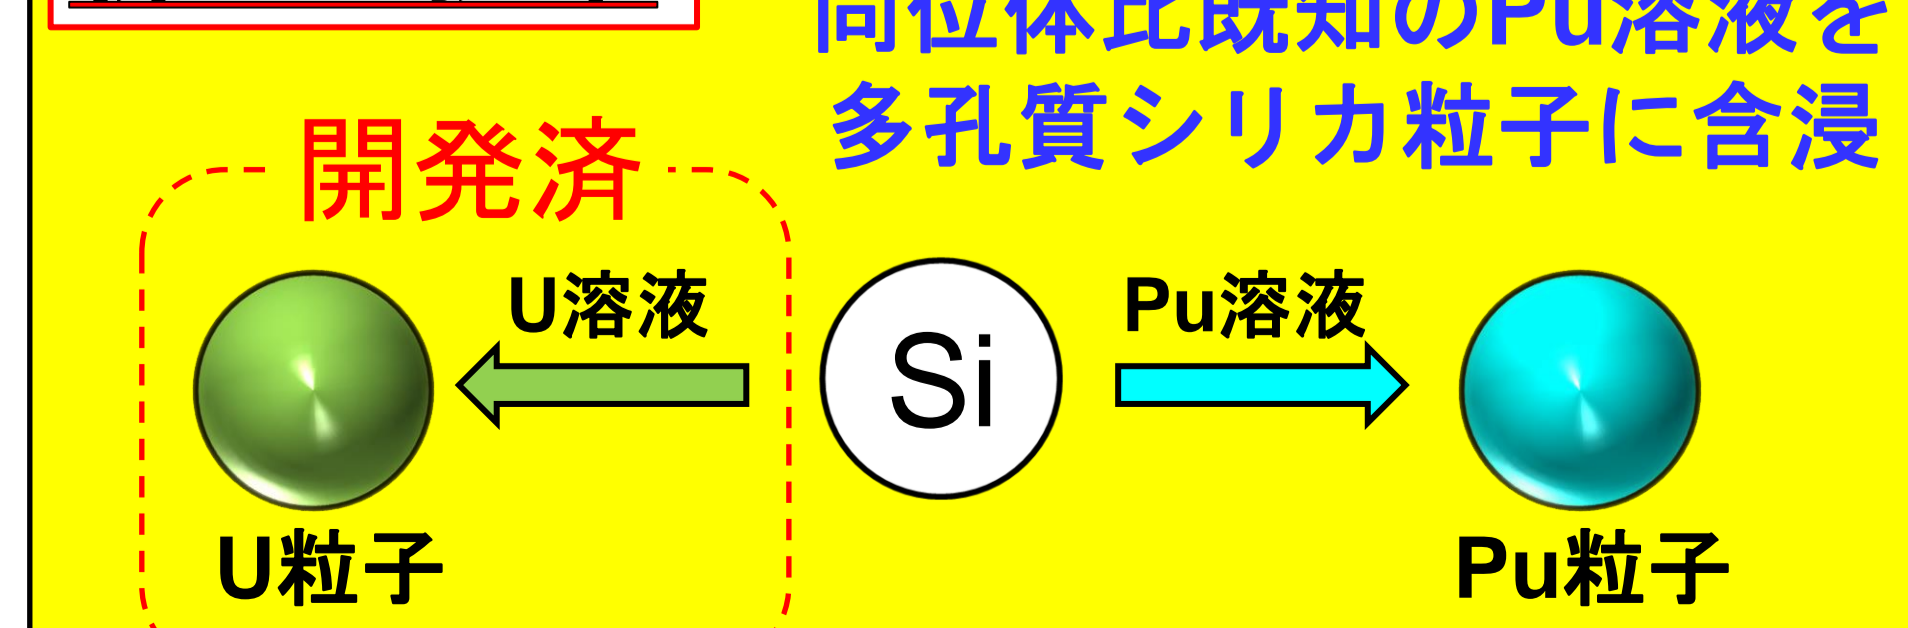 同位体比既知のPu溶液を
多孔質シリカ粒子に含浸
開発済
U溶液
Si
Pu溶液
U粒子
Pu粒子